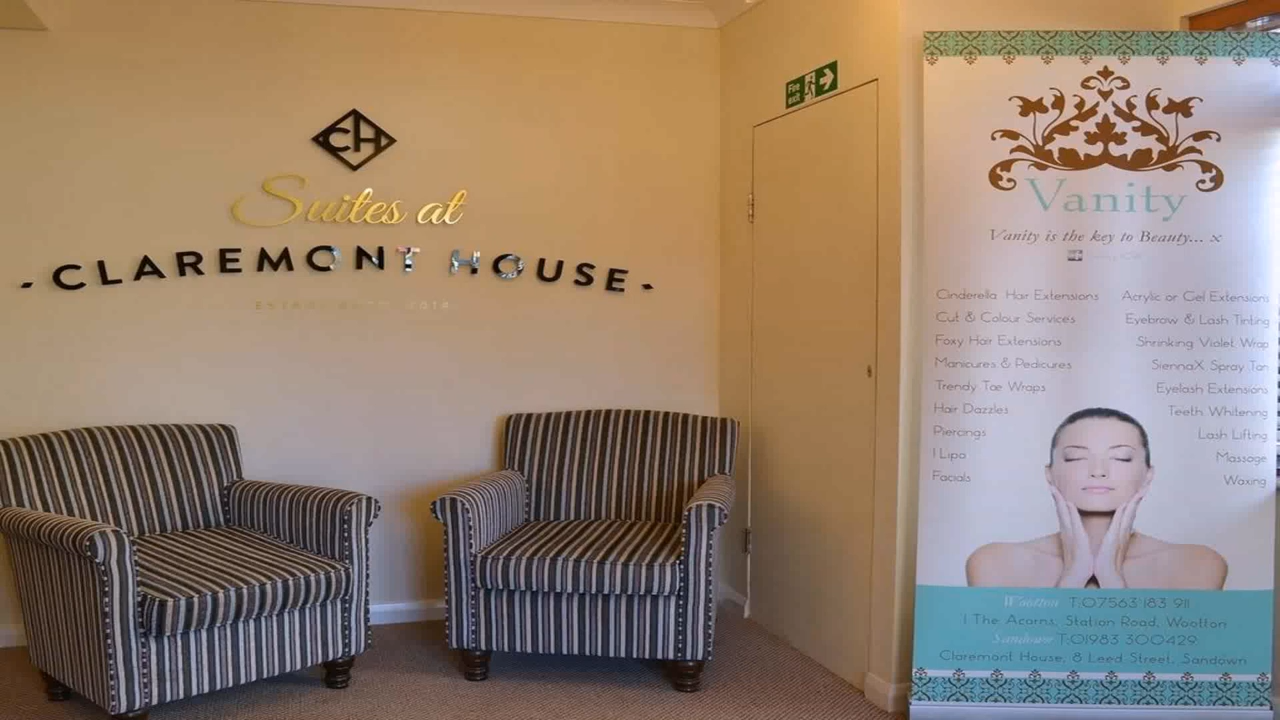 CH
Suites at
CLAREMONT HOUSE
Fire exit
Vanity
Vanity is the key to Beauty... x
Cinderella Hair Extensions
Cut & Colour Services
Foxy Hair Extensions
Manicures & Pedicures
Trendy Toe Wraps
Hair Dazzles
Piercings
I Lipo
Facials
Acrylic or Gel Extensions
Eyebrow & Lash Tinting
Shrinking Violet Wrap
SiennaX Spray Tan
Eyelash Extensions
Teeth Whitening
Lash Lifting
Massage
Waxing
Wootton T:07563 183 911
1 The Acorns, Station Road, Wootton
Sandown T:01983 300429
Claremont House, 8 Leed Street, Sandown